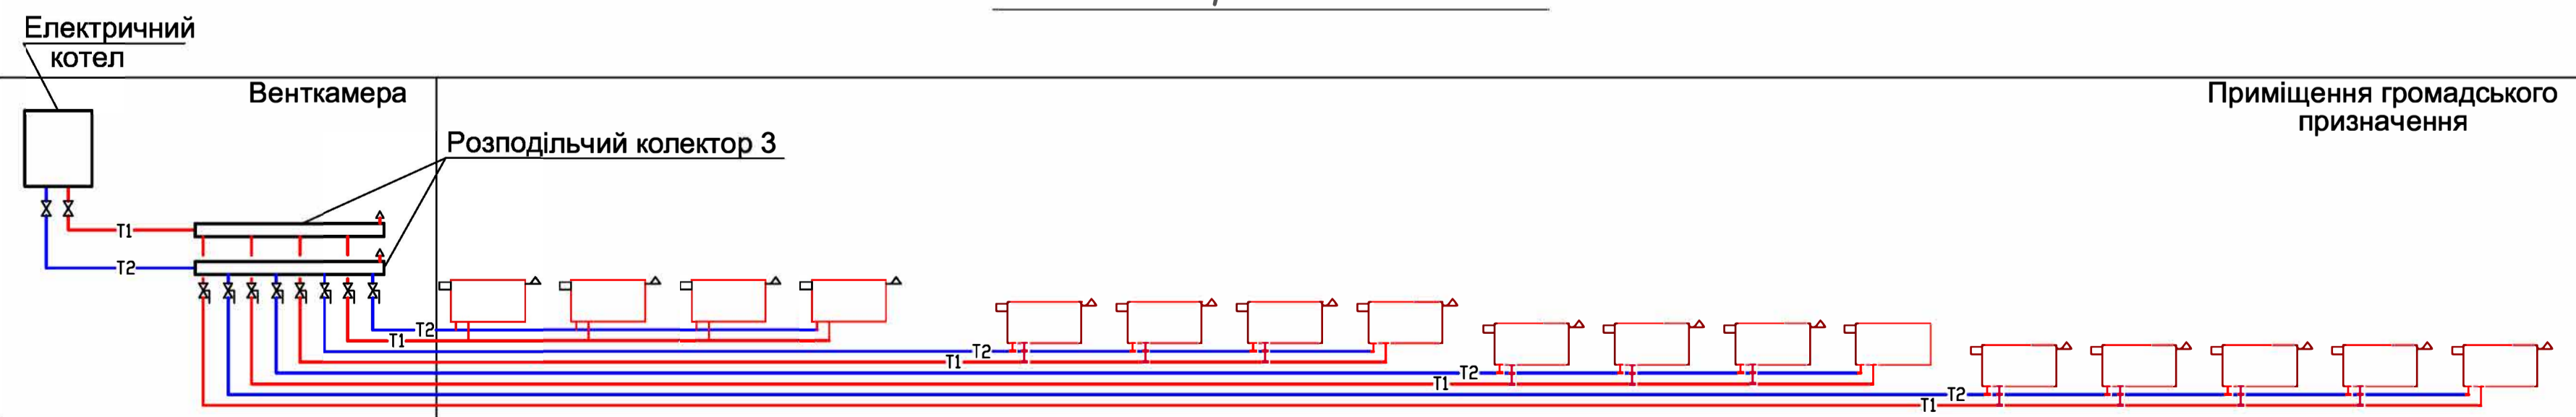 Електричний
котел
Венткамера
Приміщення громадського
призначення
Розподільчий колектор 3
T1
T2
T2
T1
T2
T1
T2
T1
T2
T1